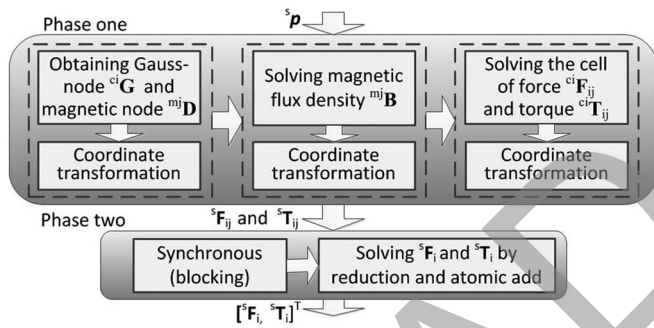 Phase one
ˢp
Obtaining Gauss-
node ᶜⁱG and
magnetic node ᵐʲD
Coordinate
transformation
Solving magnetic
flux density ᵐʲB
Coordinate
transformation
Solving the cell
of force ᶜⁱFᵢⱼ
and torque ᶜⁱTᵢⱼ
Coordinate
transformation
Phase two
ˢFᵢⱼ and ˢTᵢⱼ
Synchronous
(blocking)
Solving ˢFᵢ and ˢTᵢ by
reduction and atomic add
[ˢFᵢ, ˢTᵢ]ᵀ